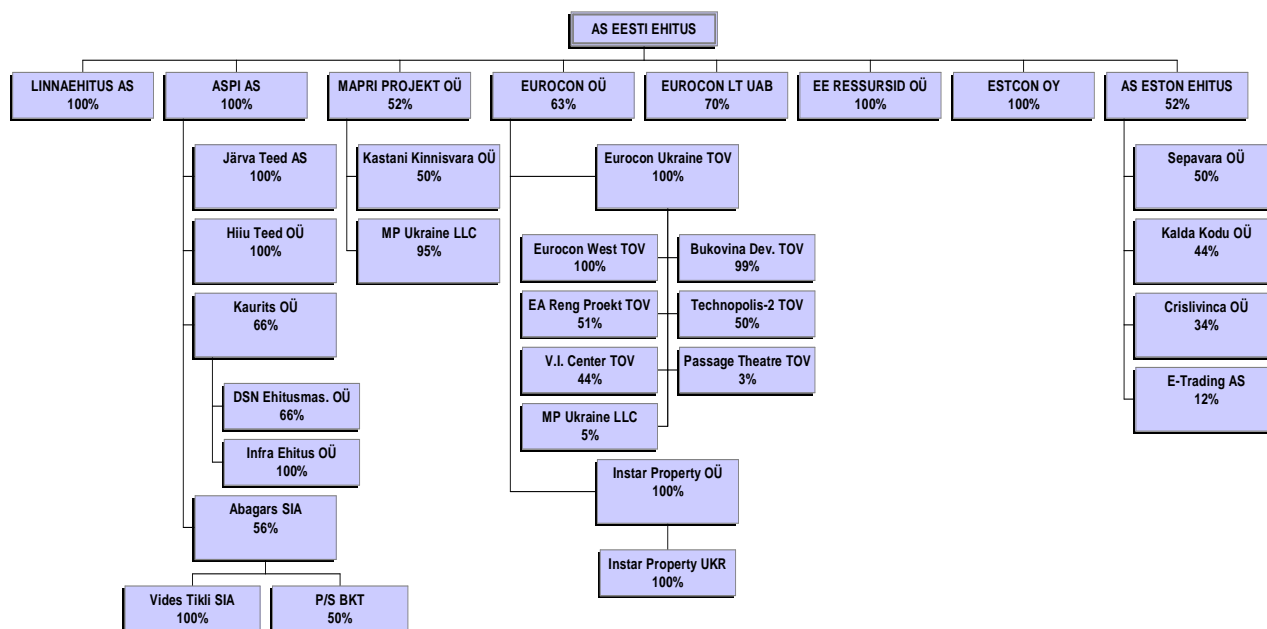 AS EESTI EHITUS
LINNAEHITUS AS
100%
ASPI AS
100%
MAPRI PROJEKT OÜ
52%
EUROCON OÜ
63%
EUROCON LT UAB
70%
EE RESSURSID OÜ
100%
ESTCON OY
100%
AS ESTON EHITUS
52%
Järva Teed AS
100%
Hiiu Teed OÜ
100%
Kaurits OÜ
66%
DSN Ehitusmas. OÜ
66%
Infra Ehitus OÜ
100%
Abagars SIA
56%
Vides Tikli SIA
100%
P/S BKT
50%
Kastani Kinnisvara OÜ
50%
MP Ukraine LLC
95%
Eurocon Ukraine TOV
100%
Eurocon West TOV
100%
Bukovina Dev. TOV
99%
EA Reng Proekt TOV
51%
Technopolis-2 TOV
50%
V.I. Center TOV
44%
Passage Theatre TOV
3%
MP Ukraine LLC
5%
Instar Property OÜ
100%
Instar Property UKR
100%
Sepavara OÜ
50%
Kalda Kodu OÜ
44%
Crislivinca OÜ
34%
E-Trading AS
12%